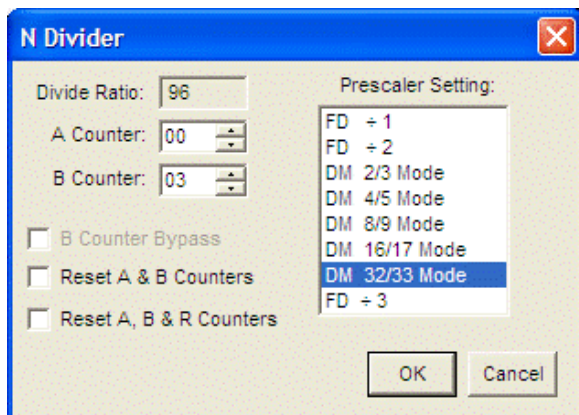 N Divider
Divide Ratio: 96
A Counter: 00
B Counter: 03
B Counter Bypass
Reset A & B Counters
Reset A, B & R Counters
Prescaler Setting:
FD ÷ 1
FD ÷ 2
DM 2/3 Mode
DM 4/5 Mode
DM 8/9 Mode
DM 16/17 Mode
DM 32/33 Mode
FD ÷ 3
OK
Cancel